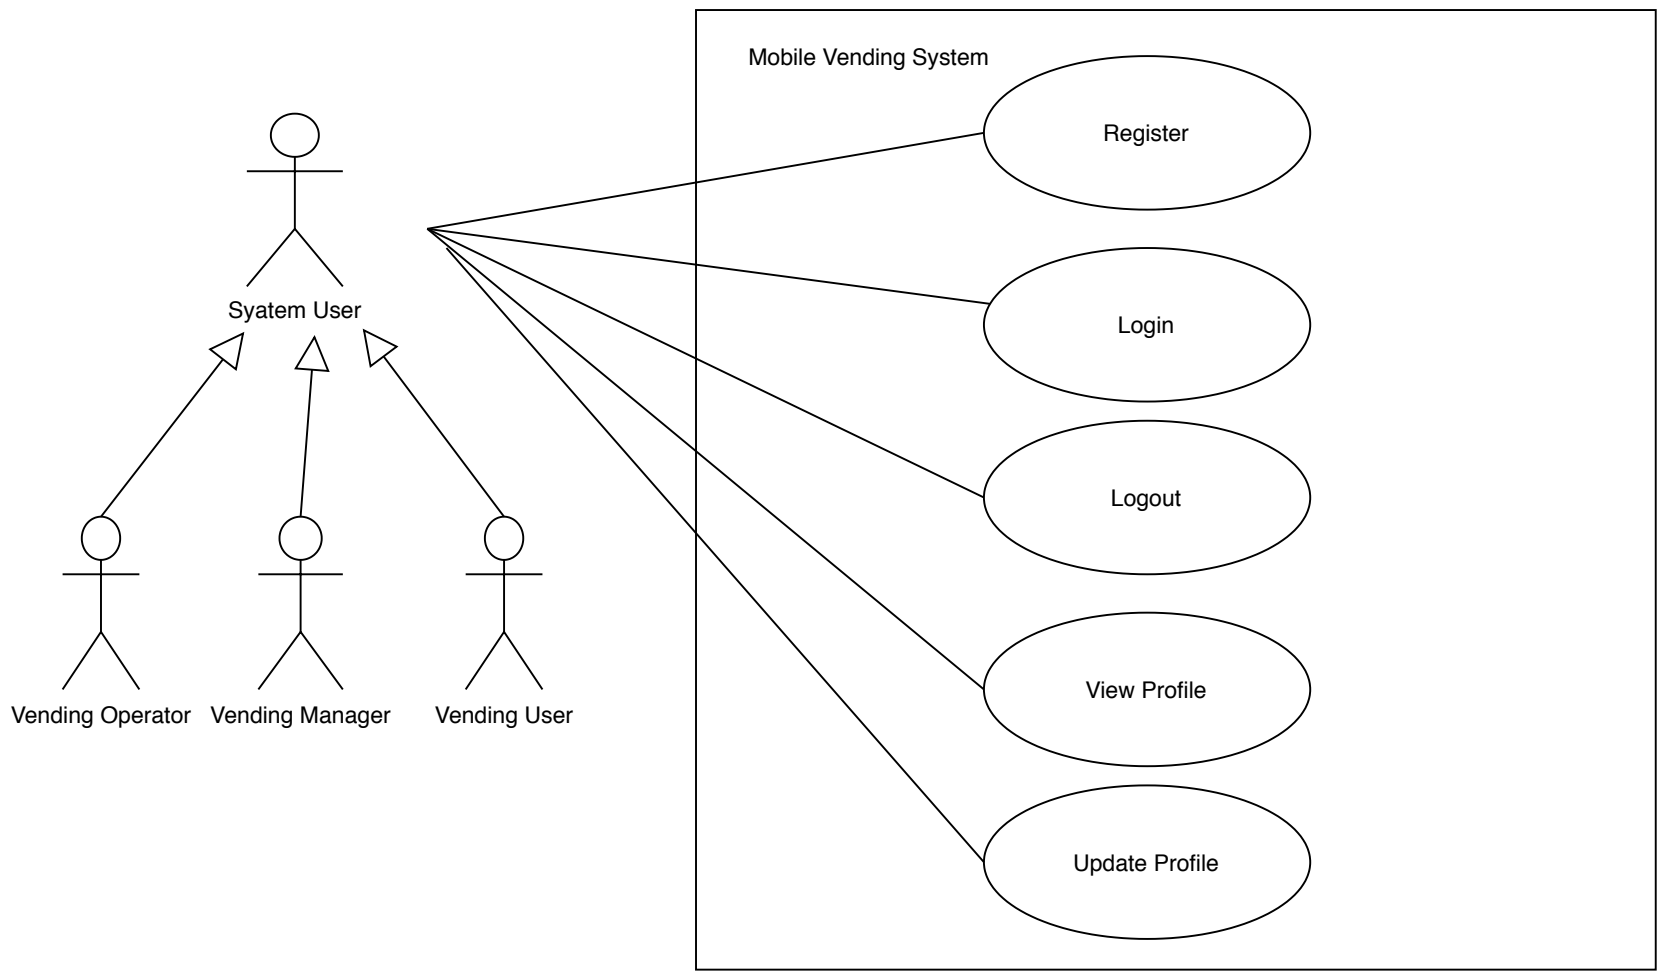 Mobile Vending System
Register
Login
Logout
View Profile
Update Profile
Syatem User
Vending Operator
Vending Manager
Vending User